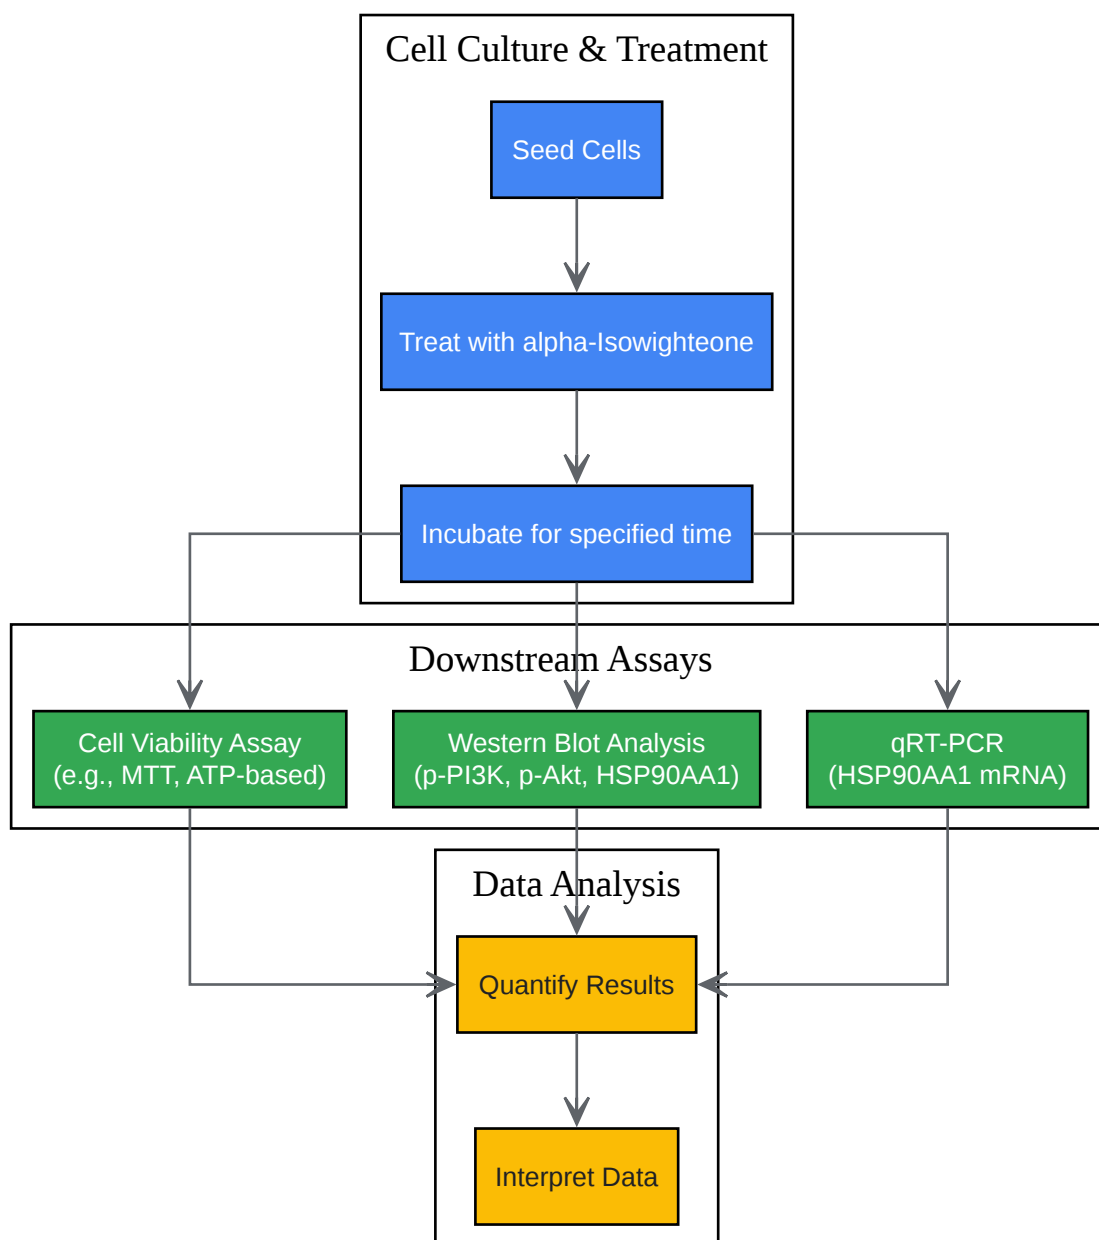 Cell Culture & Treatment
Seed Cells
Treat with alpha-Isowighteone
Incubate for specified time
Downstream Assays
Cell Viability Assay
(e.g., MTT, ATP-based)
Western Blot Analysis
(p-PI3K, p-Akt, HSP90AA1)
qRT-PCR
(HSP90AA1 mRNA)
Data Analysis
Quantify Results
Interpret Data